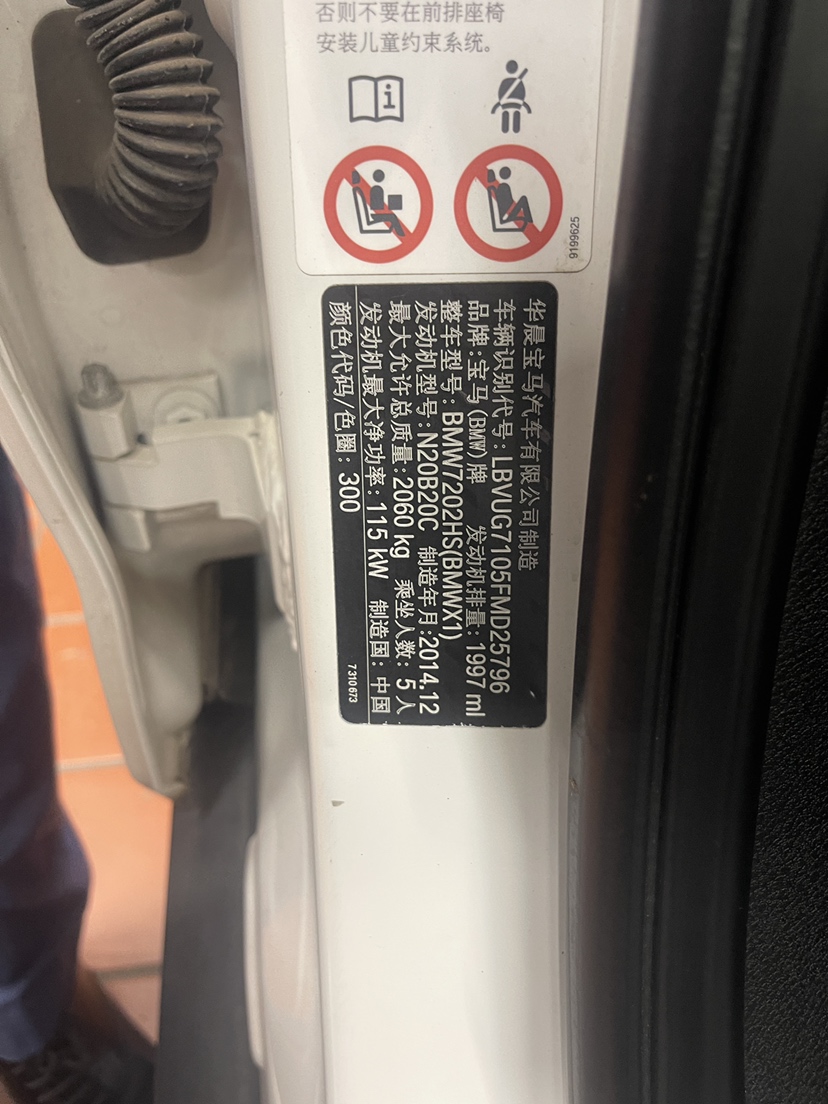 否则不要在前排座椅
安装儿童约束系统。
9199625
华晨宝马汽车有限公司制造
车辆识别代号: LBVUG7105FMD25796
品牌:宝马(BMW)牌 发动机排量: 1997 ml
整车型号: BMW7202HS(BMWX1)
发动机型号: N20B20C 制造年月:2014.12
最大允许总质量: 2060 kg 乘坐人数: 5人
发动机最大净功率: 115 kW 制造国: 中国
颜色代码/色圈: 300
7310673